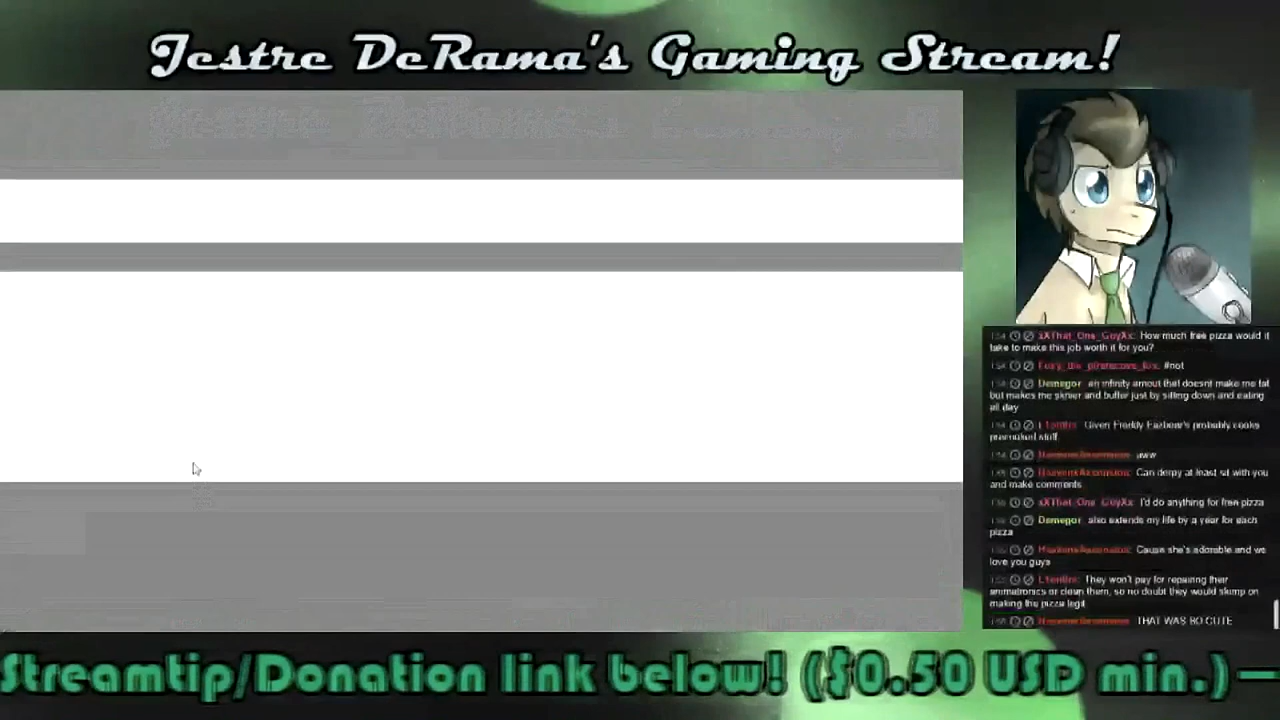 Jestre DeRama's Gaming Stream!
xXThat_One_GuyXx: How much free pizza would it
take to make this job worth it for you?
#not
Demegor: an infinity amout that doesnt make me fat
but makes me skinier and buffer just by sitting down and eating
all day
Given Freddy Fazbear's probably cooks
aww
Can derpy at least sit with you
and make comments
xXThat_One_GuyXx: I'd do anything for free pizza
Demegor: also extends my life by a year for each
pizza
Cause she's adorable and we
love you guys
They won't pay for repairing their
animatronics or clean them, so no doubt they would skimp on
making the pizza legit
THAT WAS SO CUTE
Streamtip/Donation link below! ($0.50 USD min.) —